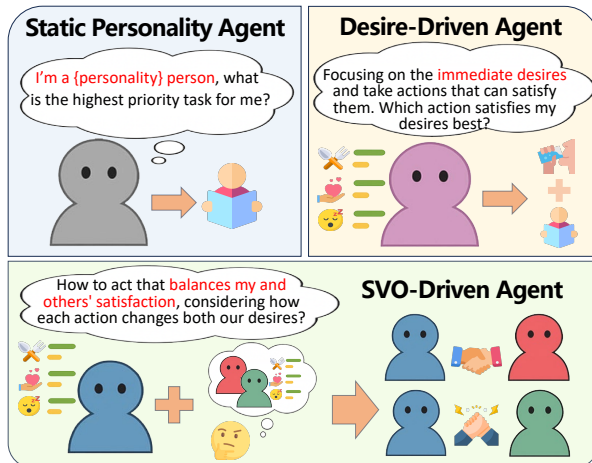 Static Personality Agent
I'm a {personality} person, what
is the highest priority task for me?
Desire-Driven Agent
Focusing on the immediate desires
and take actions that can satisfy
them. Which action satisfies my
desires best?
How to act that balances my and
others' satisfaction, considering how
each action changes both our desires?
SVO-Driven Agent